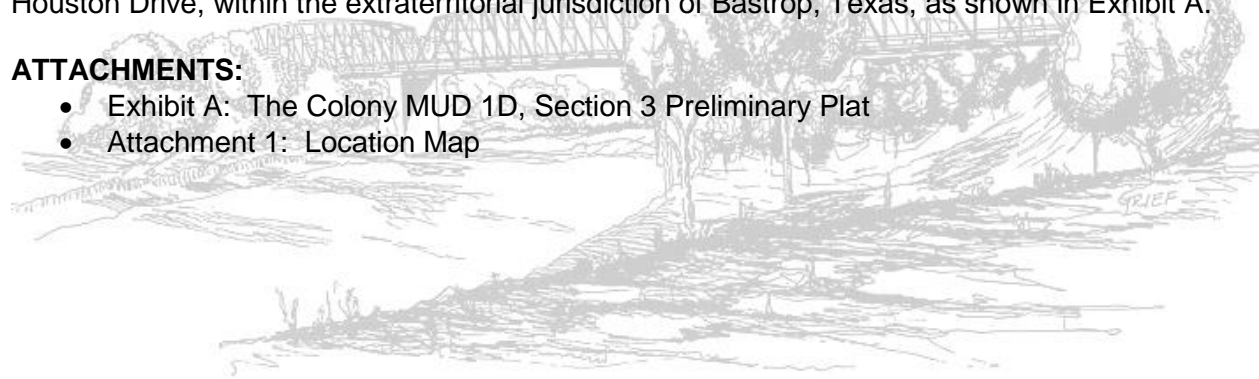 Houston Drive, within the extraterritorial jurisdiction of Bastrop, Texas, as shown in Exhibit A.
ATTACHMENTS:
• Exhibit A: The Colony MUD 1D, Section 3 Preliminary Plat
• Attachment 1: Location Map
GRIEF